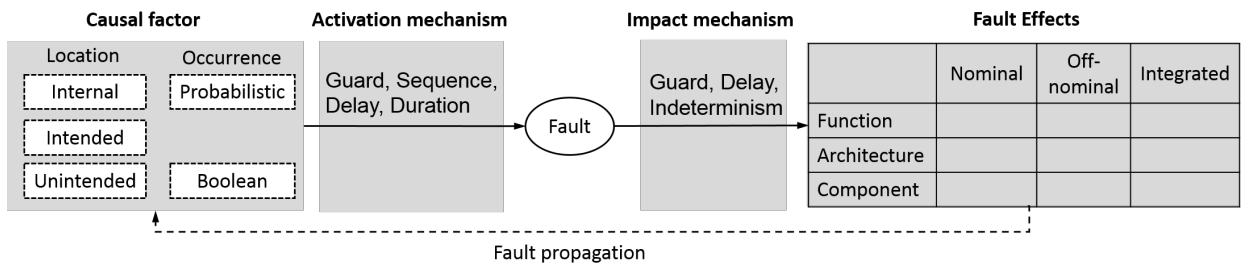 Causal factor
Activation mechanism
Impact mechanism
Fault Effects
Location
Occurrence
Internal
Probabilistic
Intended
Unintended
Boolean
Guard, Sequence,
Delay, Duration
Fault
Guard, Delay,
Indeterminism
Nominal
Off-
nominal
Integrated
Function
Architecture
Component
Fault propagation